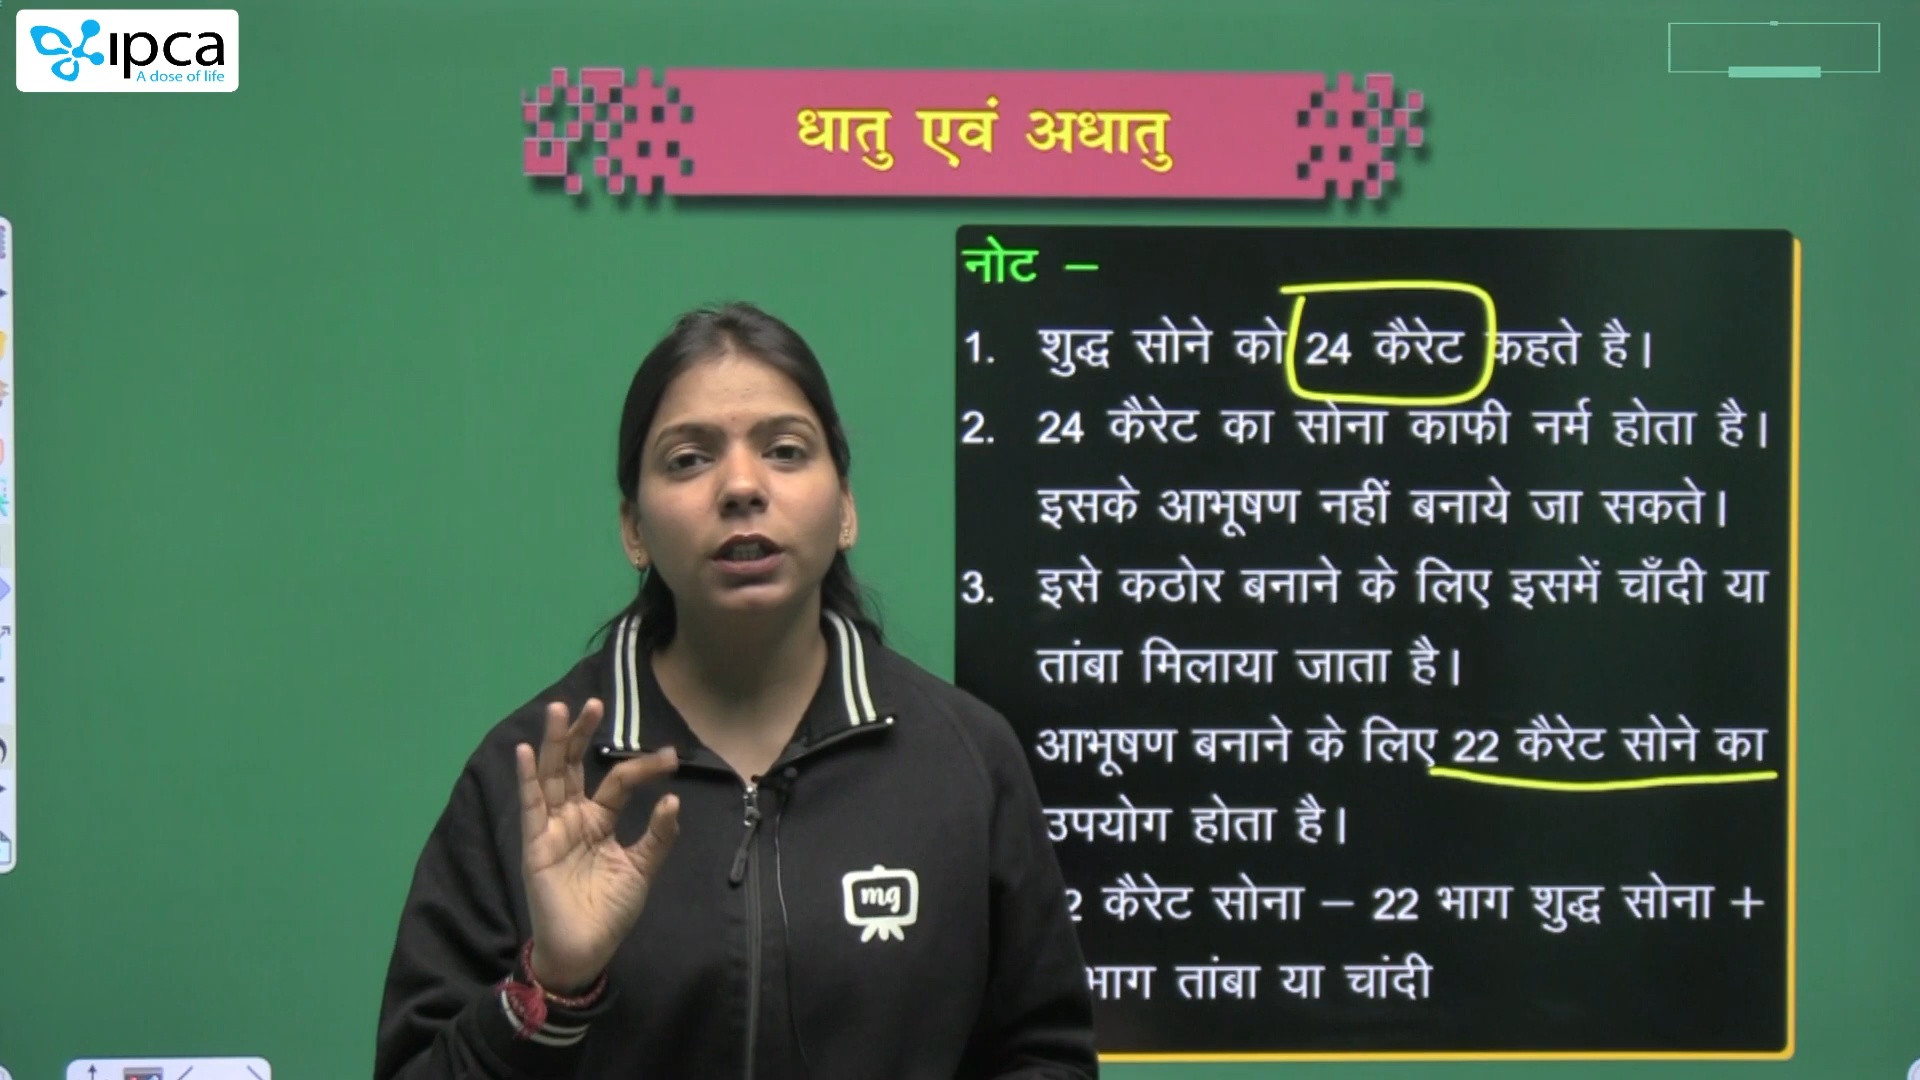 ipca
A dose of life
धातु एवं अधातु
नोट –
1. शुद्ध सोने को 24 कैरेट कहते है।
2. 24 कैरेट का सोना काफी नर्म होता है।
इसके आभूषण नहीं बनाये जा सकते।
3. इसे कठोर बनाने के लिए इसमें चाँदी या
तांबा मिलाया जाता है।
आभूषण बनाने के लिए 22 कैरेट सोने का
उपयोग होता है।
2 कैरेट सोना – 22 भाग शुद्ध सोना +
भाग तांबा या चांदी
mg